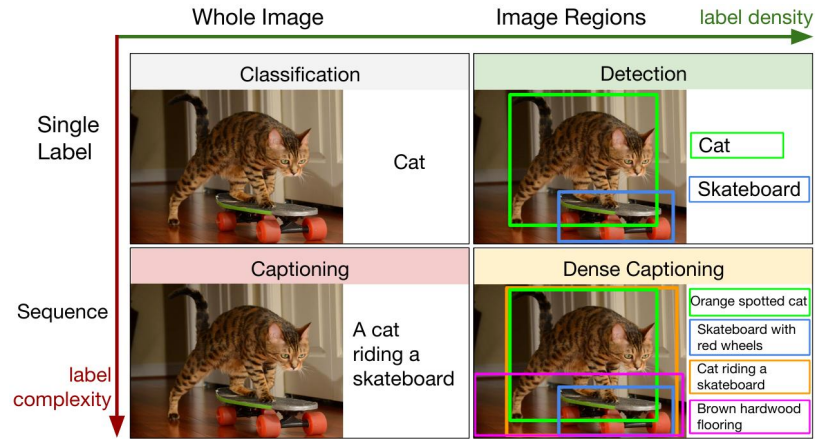 Whole Image
Image Regions
label density
Single
Label
Classification
Cat
Detection
Cat
Skateboard
Sequence
label
complexity
Captioning
A cat
riding a
skateboard
Dense Captioning
Orange spotted cat
Skateboard with
red wheels
Cat riding a
skateboard
Brown hardwood
flooring